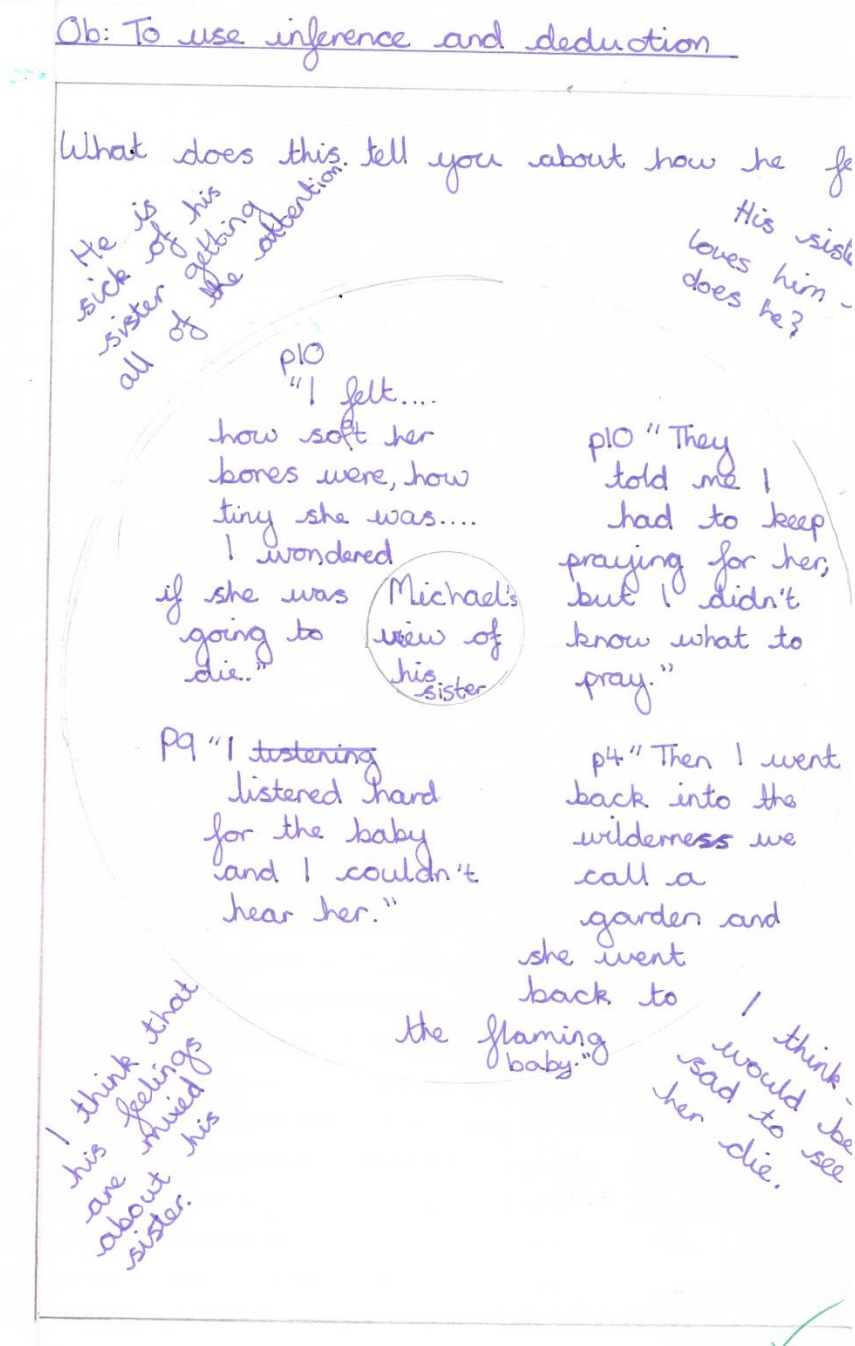 Ob: To use inference and deduction
What does this tell you about how he fe
He is
sick of his
sister getting
all of the attention.
His siste
loves him
does he?
p10
"I felt....
how soft her
bones were, how
tiny she was....
I wondered
if she was
going to
die."
p10 "They
told me I
had to keep
praying for her,
but I didn't
know what to
pray."
Michael's
view of
his
sister
P9 "I listening
listened hard
for the baby
and I couldn't
hear her."
p4. "Then I went
back into the
wilderness we
call a
garden and
she went
back to
the flaming
baby."
I think that
his feelings
are mixed
about his
sister.
I think
would be
sad to see
her die.